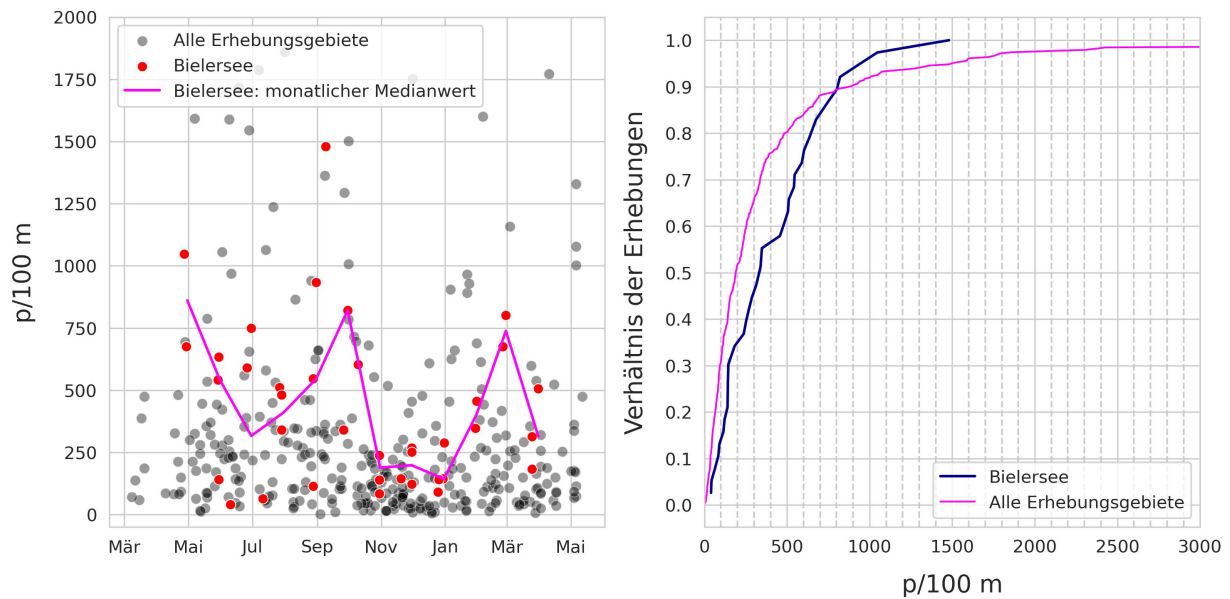 2000
1750
1500
1250
1000
750
500
250
0
p/100 m
Alle Erhebungsgebiete
Bielersee
Bielersee: monatlicher Medianwert
Mär
Mai
Jul
Sep
Nov
Jan
Mär
Mai
1.0
0.9
0.8
0.7
0.6
0.5
0.4
0.3
0.2
0.1
0.0
Verhältnis der Erhebungen
Bielersee
Alle Erhebungsgebiete
0
500
1000
1500
2000
2500
3000
p/100 m